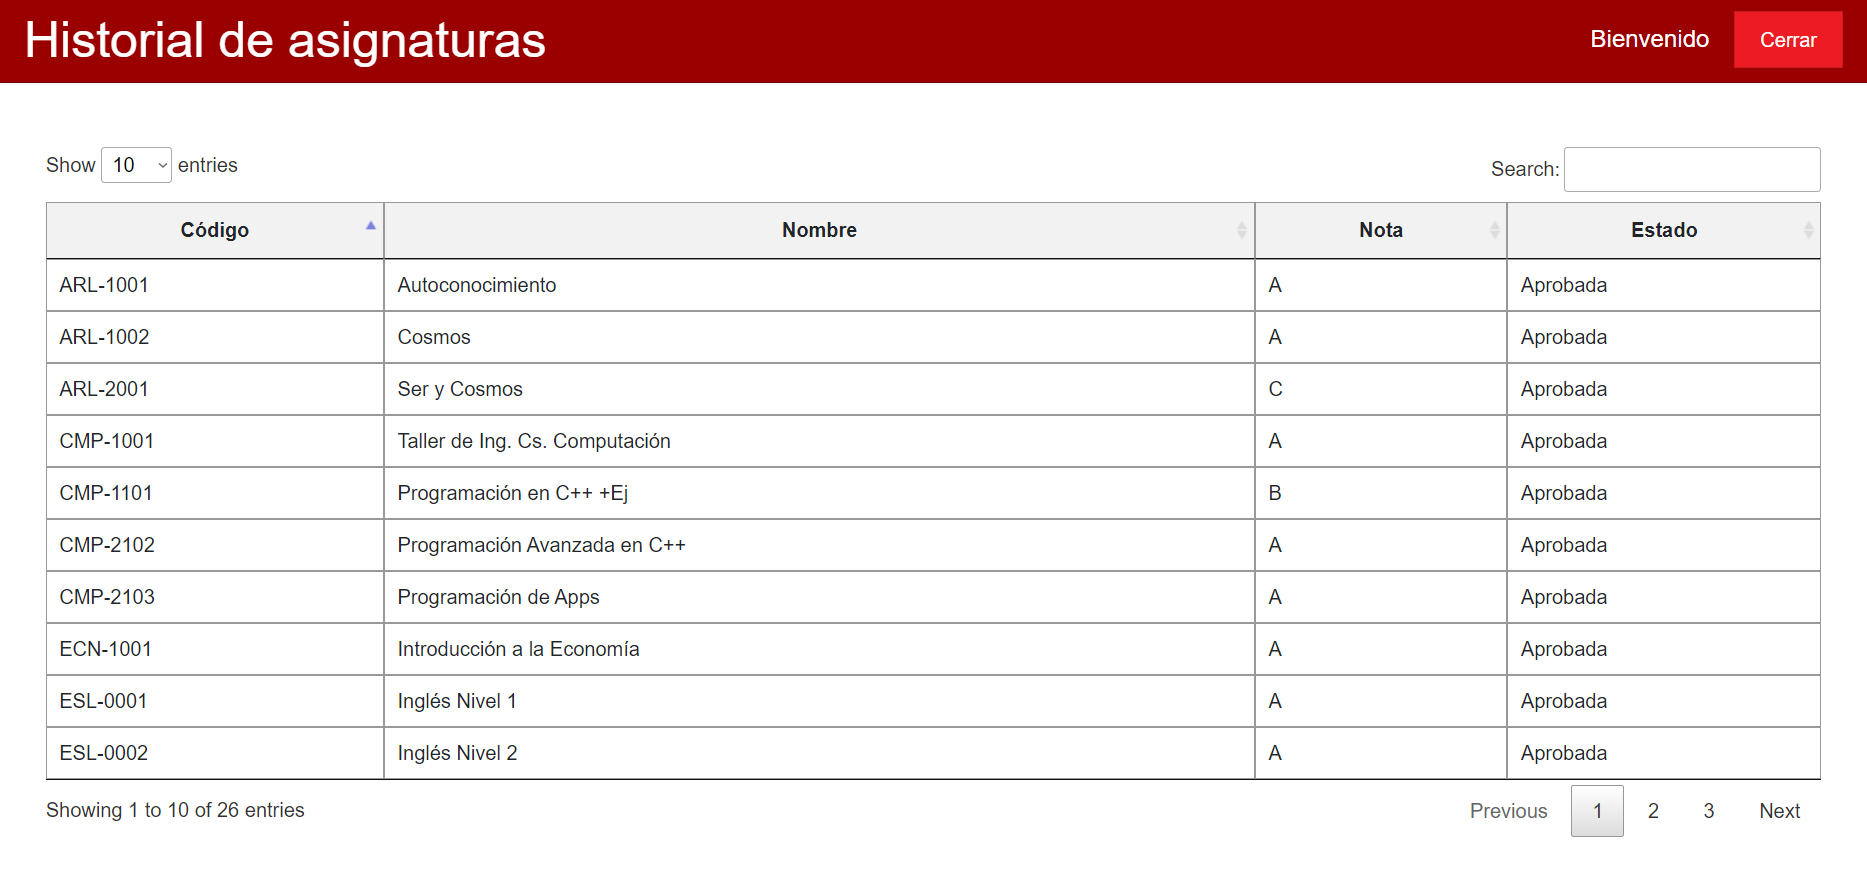 Historial de asignaturas Bienvenido Cerrar
Show 10 entries Search:
Código Nombre Nota Estado
ARL-1001 Autoconocimiento A Aprobada
ARL-1002 Cosmos A Aprobada
ARL-2001 Ser y Cosmos C Aprobada
CMP-1001 Taller de Ing. Cs. Computación A Aprobada
CMP-1101 Programación en C++ +Ej B Aprobada
CMP-2102 Programación Avanzada en C++ A Aprobada
CMP-2103 Programación de Apps A Aprobada
ECN-1001 Introducción a la Economía A Aprobada
ESL-0001 Inglés Nivel 1 A Aprobada
ESL-0002 Inglés Nivel 2 A Aprobada
Showing 1 to 10 of 26 entries Previous 1 2 3 Next